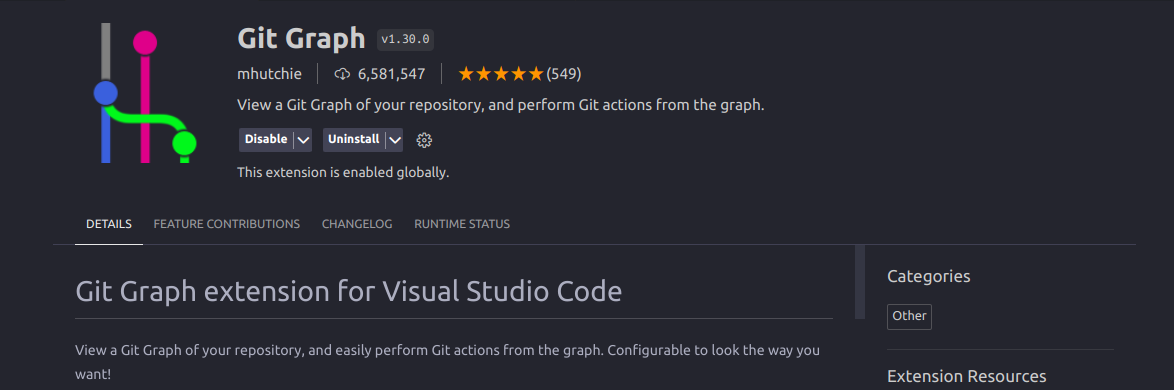 Git Graph v1.30.0
mhutchie 6,581,547 ★★★★★(549)
View a Git Graph of your repository, and perform Git actions from the graph.
Disable Uninstall
This extension is enabled globally.
DETAILS FEATURE CONTRIBUTIONS CHANGELOG RUNTIME STATUS
Git Graph extension for Visual Studio Code
View a Git Graph of your repository, and easily perform Git actions from the graph. Configurable to look the way you
want!
Categories
Other
Extension Resources